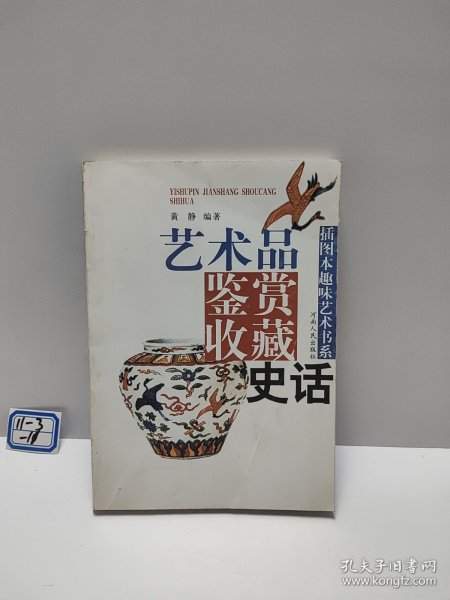 YISHUPIN JIANSHANG SHOUCANG
SHIHUA
黄 静 编著
艺术品
鉴赏
收藏
史话
插图本趣味艺术书系
河南人民出版社
11-3
孔夫子旧书网
www.kongfz.com